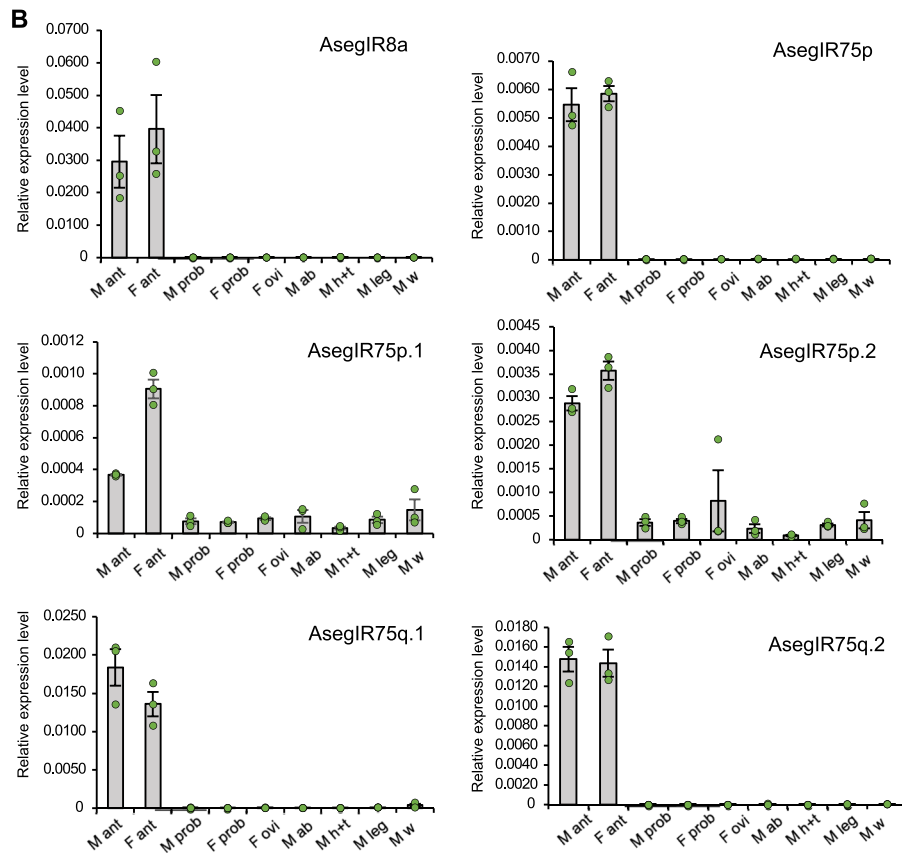 B
AsegIR8a
Relative expression level
0.0700
0.0600
0.0500
0.0400
0.0300
0.0200
0.0100
0
M ant F ant M prob F prob F ovi M ab M h+t M leg M w
AsegIR75p
Relative expression level
0.0070
0.0060
0.0050
0.0040
0.0030
0.0020
0.0010
0
M ant F ant M prob F prob F ovi M ab M h+t M leg M w
AsegIR75p.1
Relative expression level
0.0012
0.0010
0.0008
0.0006
0.0004
0.0002
0
M ant F ant M prob F prob F ovi M ab M h+t M leg M w
AsegIR75p.2
Relative expression level
0.0045
0.0040
0.0035
0.0030
0.0025
0.0020
0.0015
0.0010
0.0005
0
M ant F ant M prob F prob F ovi M ab M h+t M leg M w
AsegIR75q.1
Relative expression level
0.0250
0.0200
0.0150
0.0100
0.0050
0
M ant F ant M prob F prob F ovi M ab M h+t M leg M w
AsegIR75q.2
Relative expression level
0.0180
0.0160
0.0140
0.0120
0.0100
0.0080
0.0060
0.0040
0.0020
0
M ant F ant M prob F prob F ovi M ab M h+t M leg M w